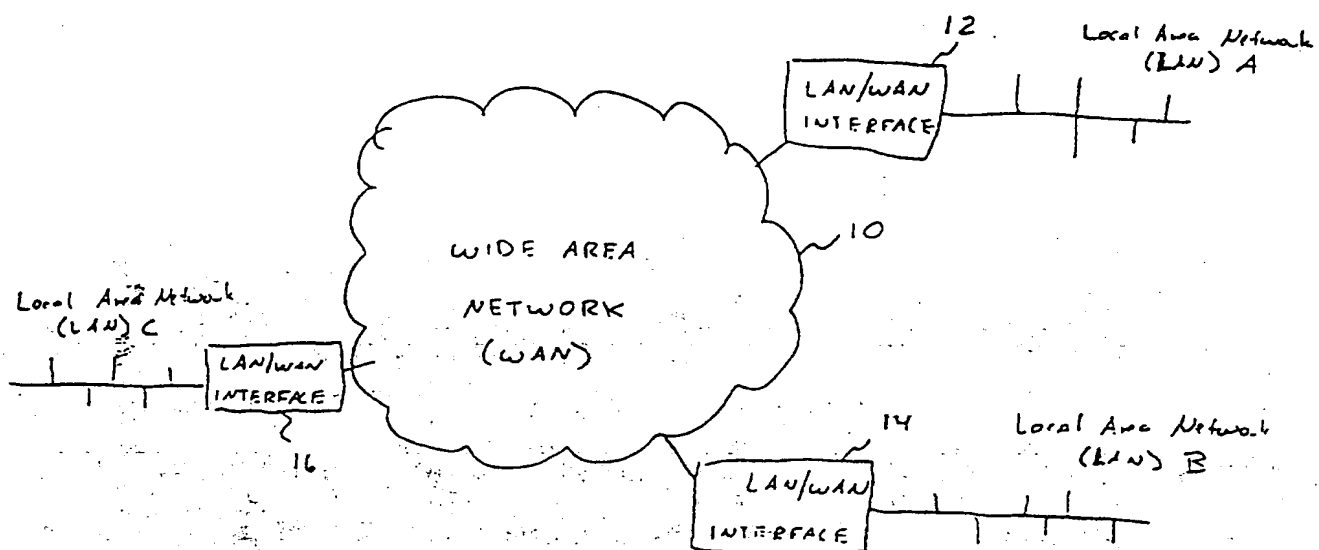 12
Local Area Network
(LAN) A
LAN/WAN
INTERFACE
10
WIDE AREA
NETWORK
(WAN)
Local Area Network
(LAN) C
LAN/WAN
INTERFACE
16
14
Local Area Network
(LAN) B
LAN/WAN
INTERFACE